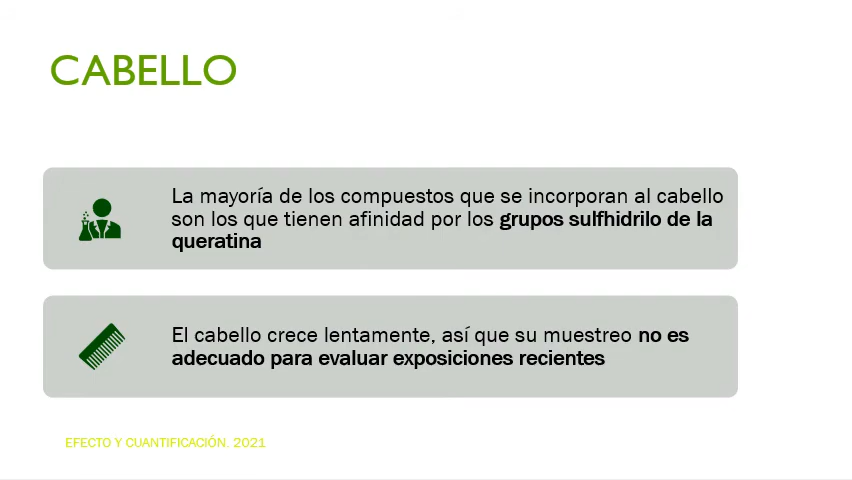 CABELLO
La mayoría de los compuestos que se incorporan al cabello
son los que tienen afinidad por los grupos sulfhidrilo de la
queratina
El cabello crece lentamente, así que su muestreo no es
adecuado para evaluar exposiciones recientes
EFECTO Y CUANTIFICACIÓN. 2021